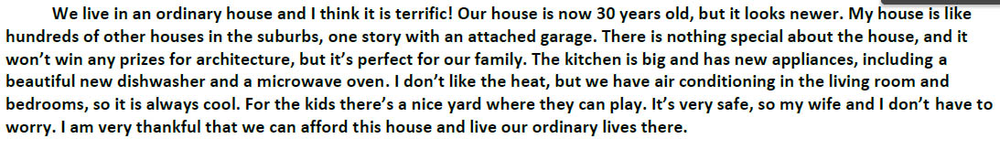 We live in an ordinary house and I think it is terrific! Our house is now 30 years old, but it looks newer. My house is like
hundreds of other houses in the suburbs, one story with an attached garage. There is nothing special about the house, and it
won’t win any prizes for architecture, but it’s perfect for our family. The kitchen is big and has new appliances, including a
beautiful new dishwasher and a microwave oven. I don’t like the heat, but we have air conditioning in the living room and
bedrooms, so it is always cool. For the kids there’s a nice yard where they can play. It’s very safe, so my wife and I don’t have to
worry. I am very thankful that we can afford this house and live our ordinary lives there.